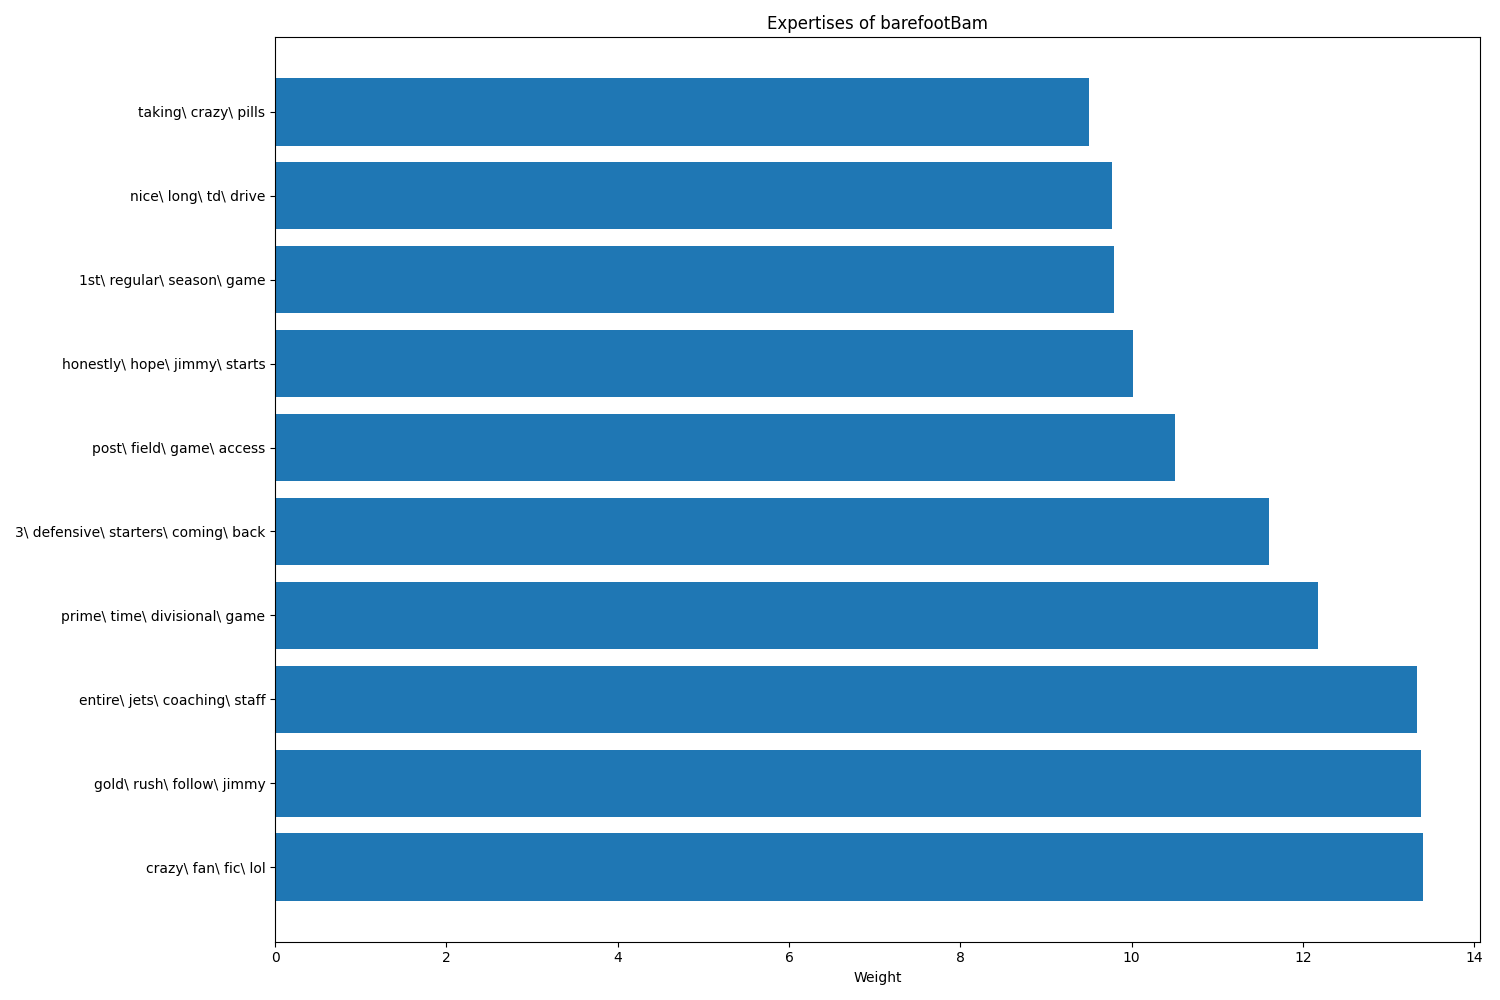 Expertises of barefootBam
taking\ crazy\ pills
nice\ long\ td\ drive
1st\ regular\ season\ game
honestly\ hope\ jimmy\ starts
post\ field\ game\ access
3\ defensive\ starters\ coming\ back
prime\ time\ divisional\ game
entire\ jets\ coaching\ staff
gold\ rush\ follow\ jimmy
crazy\ fan\ fic\ lol
0 2 4 6 8 10 12 14
Weight